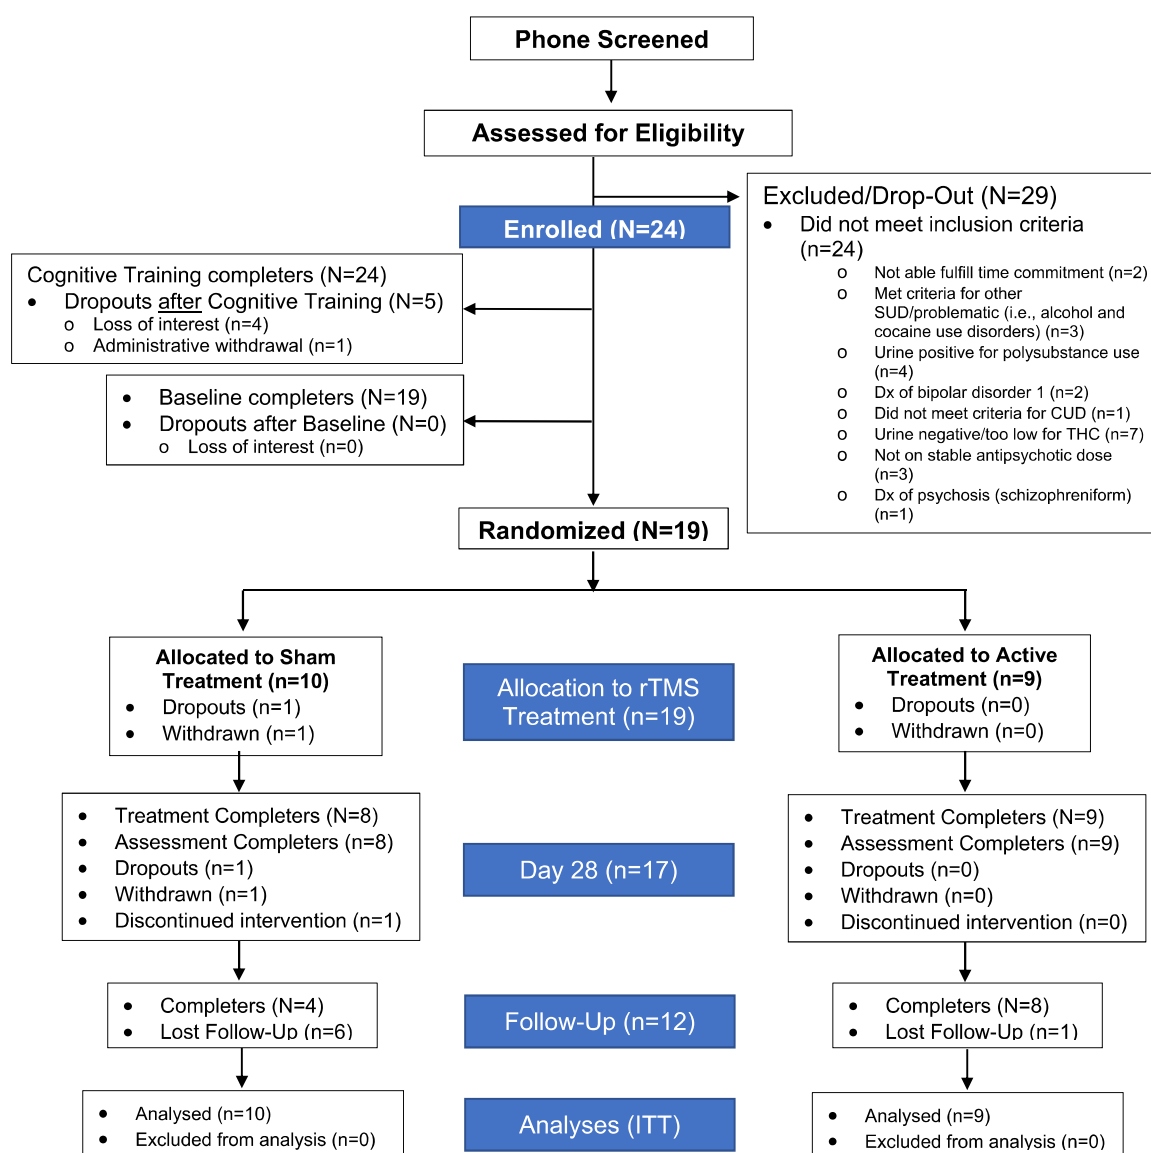 Phone Screened
Assessed for Eligibility
Excluded/Drop-Out (N=29)
• Did not meet inclusion criteria
(n=24)
o Not able fulfill time commitment (n=2)
o Met criteria for other
SUD/problematic (i.e., alcohol and
cocaine use disorders) (n=3)
o Urine positive for polysubstance use
(n=4)
o Dx of bipolar disorder 1 (n=2)
o Did not meet criteria for CUD (n=1)
o Urine negative/too low for THC (n=7)
o Not on stable antipsychotic dose
(n=3)
o Dx of psychosis (schizophreniform)
(n=1)
Enrolled (N=24)
Cognitive Training completers (N=24)
• Dropouts after Cognitive Training (N=5)
o Loss of interest (n=4)
o Administrative withdrawal (n=1)
• Baseline completers (N=19)
• Dropouts after Baseline (N=0)
o Loss of interest (n=0)
Randomized (N=19)
Allocated to Sham
Treatment (n=10)
• Dropouts (n=1)
• Withdrawn (n=1)
Allocation to rTMS
Treatment (n=19)
Allocated to Active
Treatment (n=9)
• Dropouts (n=0)
• Withdrawn (n=0)
• Treatment Completers (N=8)
• Assessment Completers (n=8)
• Dropouts (n=1)
• Withdrawn (n=1)
• Discontinued intervention (n=1)
Day 28 (n=17)
• Treatment Completers (N=9)
• Assessment Completers (n=9)
• Dropouts (n=0)
• Withdrawn (n=0)
• Discontinued intervention (n=0)
• Completers (N=4)
• Lost Follow-Up (n=6)
Follow-Up (n=12)
• Completers (N=8)
• Lost Follow-Up (n=1)
• Analysed (n=10)
• Excluded from analysis (n=0)
Analyses (ITT)
• Analysed (n=9)
• Excluded from analysis (n=0)